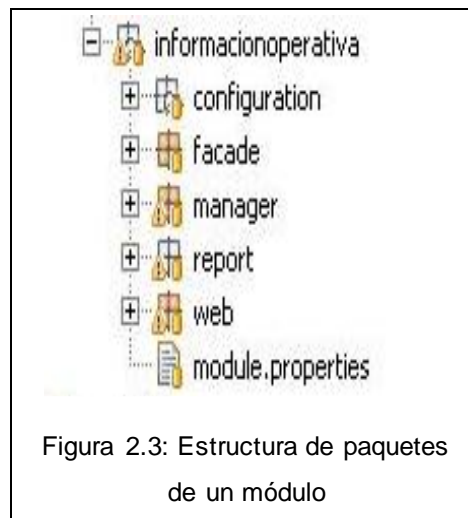 informacionoperativa
configuration
facade
manager
report
web
module.properties
Figura 2.3: Estructura de paquetes
de un módulo